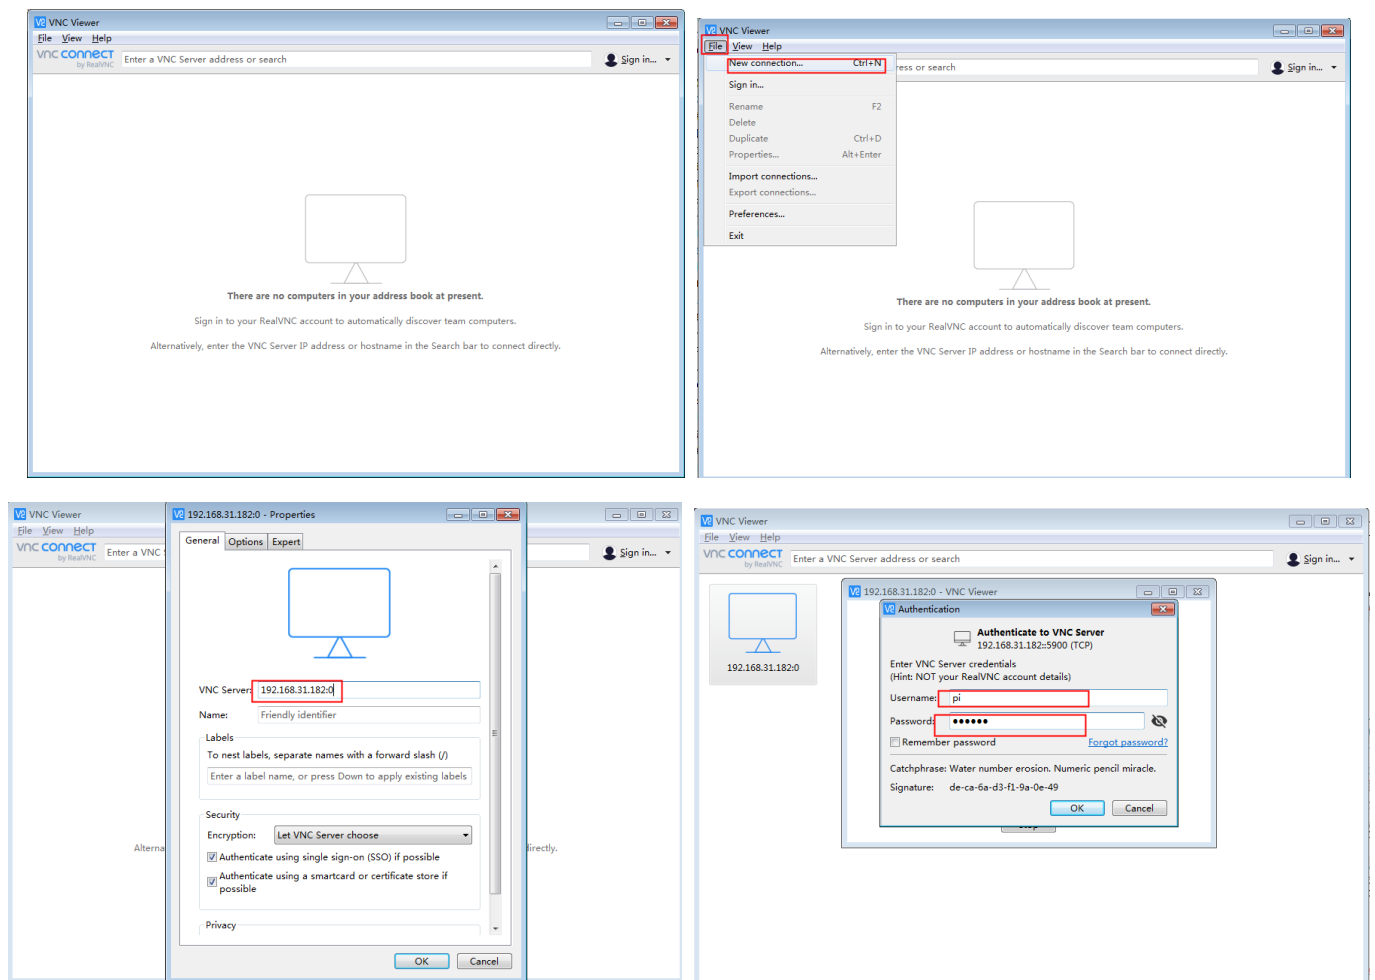 VNC Viewer
File View Help
VNC CONNECT
by RealVNC
Enter a VNC Server address or search
Sign in...
There are no computers in your address book at present.
Sign in to your RealVNC account to automatically discover team computers.
Alternatively, enter the VNC Server IP address or hostname in the Search bar to connect directly.
VNC Viewer
File View Help
New connection... Ctrl+N
ress or search
Sign in...
Sign in...
Rename F2
Delete
Duplicate Ctrl+D
Properties... Alt+Enter
Import connections...
Export connections...
Preferences...
Exit
There are no computers in your address book at present.
Sign in to your RealVNC account to automatically discover team computers.
Alternatively, enter the VNC Server IP address or hostname in the Search bar to connect directly.
VNC Viewer
File View Help
VNC CONNECT
by RealVNC
Enter a VNC S
Sign in...
Alterna
directly.
192.168.31.182:0 - Properties
General Options Expert
VNC Server: 192.168.31.182:0
Name: Friendly identifier
Labels
To nest labels, separate names with a forward slash (/)
Enter a label name, or press Down to apply existing labels
Security
Encryption: Let VNC Server choose
Authenticate using single sign-on (SSO) if possible
Authenticate using a smartcard or certificate store if
possible
Privacy
OK Cancel
VNC Viewer
File View Help
VNC CONNECT
by RealVNC
Enter a VNC Server address or search
Sign in...
192.168.31.182:0
192.168.31.182:0 - VNC Viewer
Authentication
Authenticate to VNC Server
192.168.31.182::5900 (TCP)
Enter VNC Server credentials
(Hint: NOT your RealVNC account details)
Username: pi
Password: ••••••
Remember password Forgot password?
Catchphrase: Water number erosion. Numeric pencil miracle.
Signature: de-ca-6a-d3-f1-9a-0e-49
OK Cancel